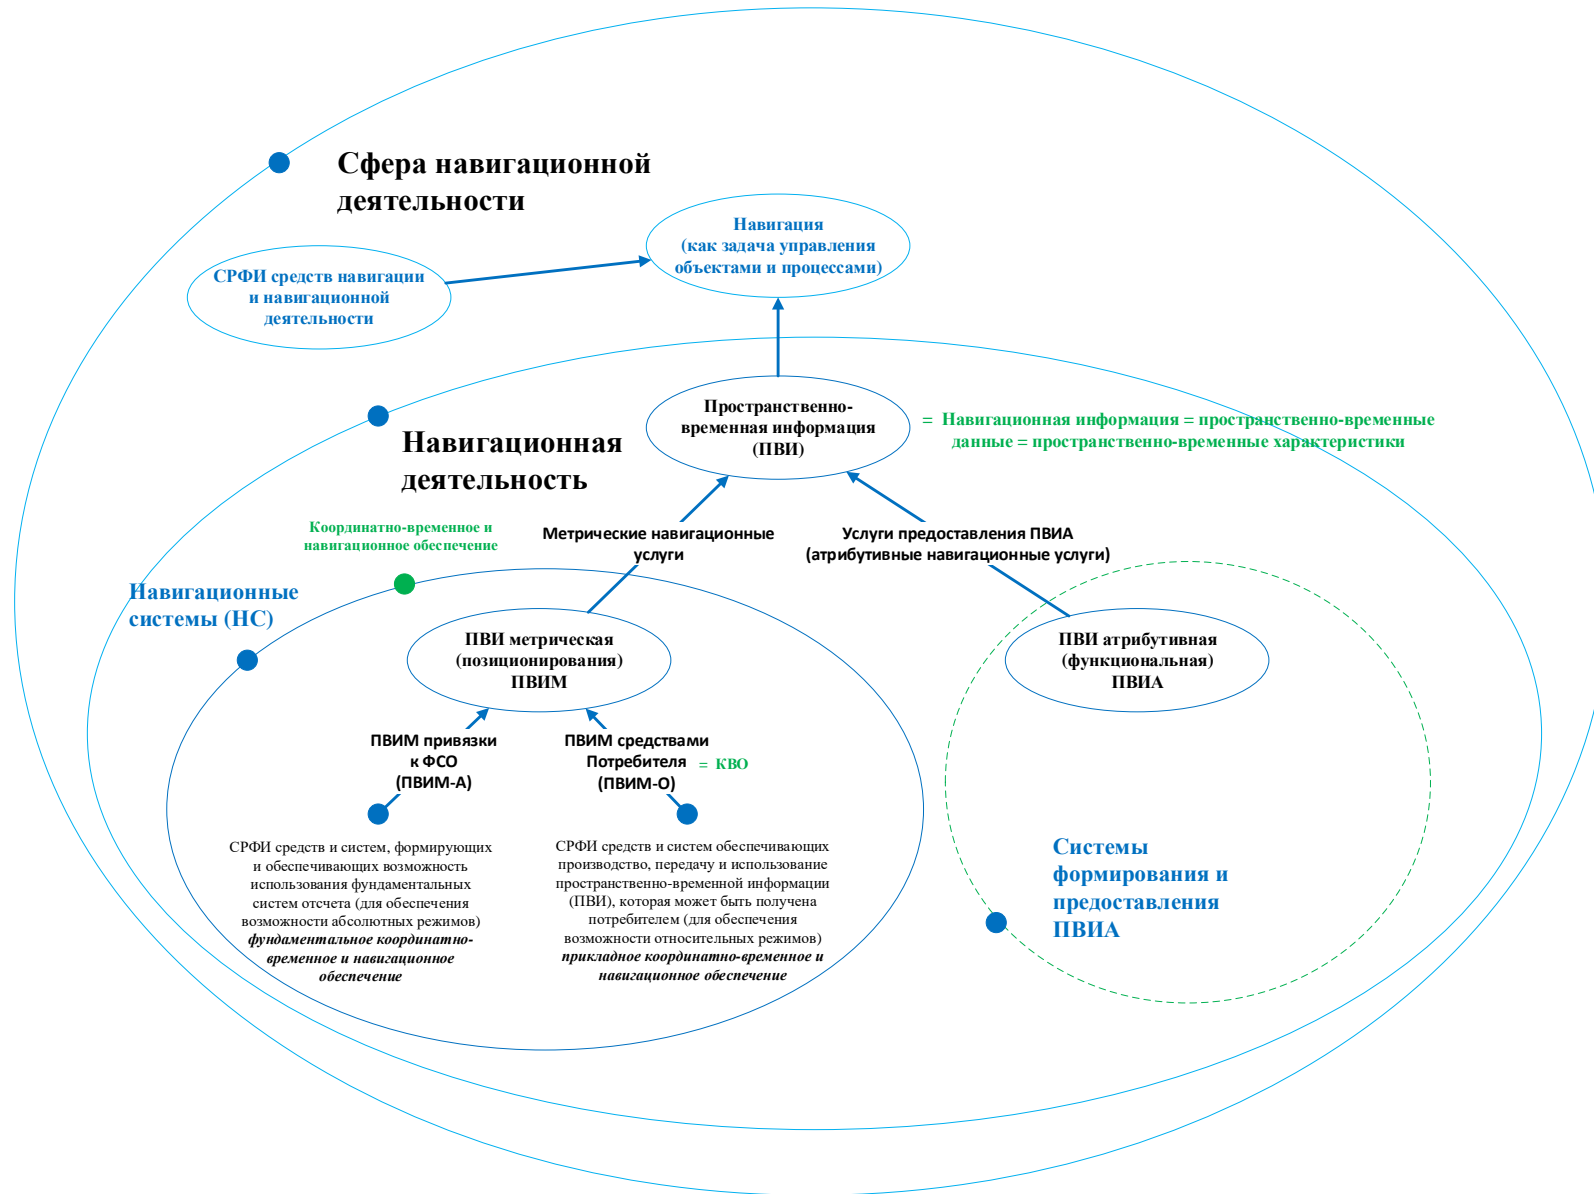 Сфера навигационной
деятельности
Навигация
(как задача управления
объектами и процессами)
СРФИ средств навигации
и навигационной
деятельности
Пространственно-
временная информация
(ПВИ)
= Навигационная информация = пространственно-временные
данные = пространственно-временные характеристики
Навигационная
деятельность
Координатно-временное и
навигационное обеспечение
Метрические навигационные
услуги
Услуги предоставления ПВИА
(атрибутивные навигационные услуги)
Навигационные
системы (НС)
ПВИ метрическая
(позиционирования)
ПВИМ
ПВИ атрибутивная
(функциональная)
ПВИА
ПВИМ привязки
к ФСО
(ПВИМ-А)
ПВИМ средствами
Потребителя
(ПВИМ-О)
= КВО
СРФИ средств и систем, формирующих
и обеспечивающих возможность
использования фундаментальных
систем отсчета (для обеспечения
возможности абсолютных режимов)
фундаментальное координатно-
временное и навигационное
обеспечение
СРФИ средств и систем обеспечивающих
производство, передачу и использование
пространственно-временной информации
(ПВИ), которая может быть получена
потребителем (для обеспечения
возможности относительных режимов)
прикладное координатно-временное и
навигационное обеспечение
Системы
формирования и
предоставления
ПВИА